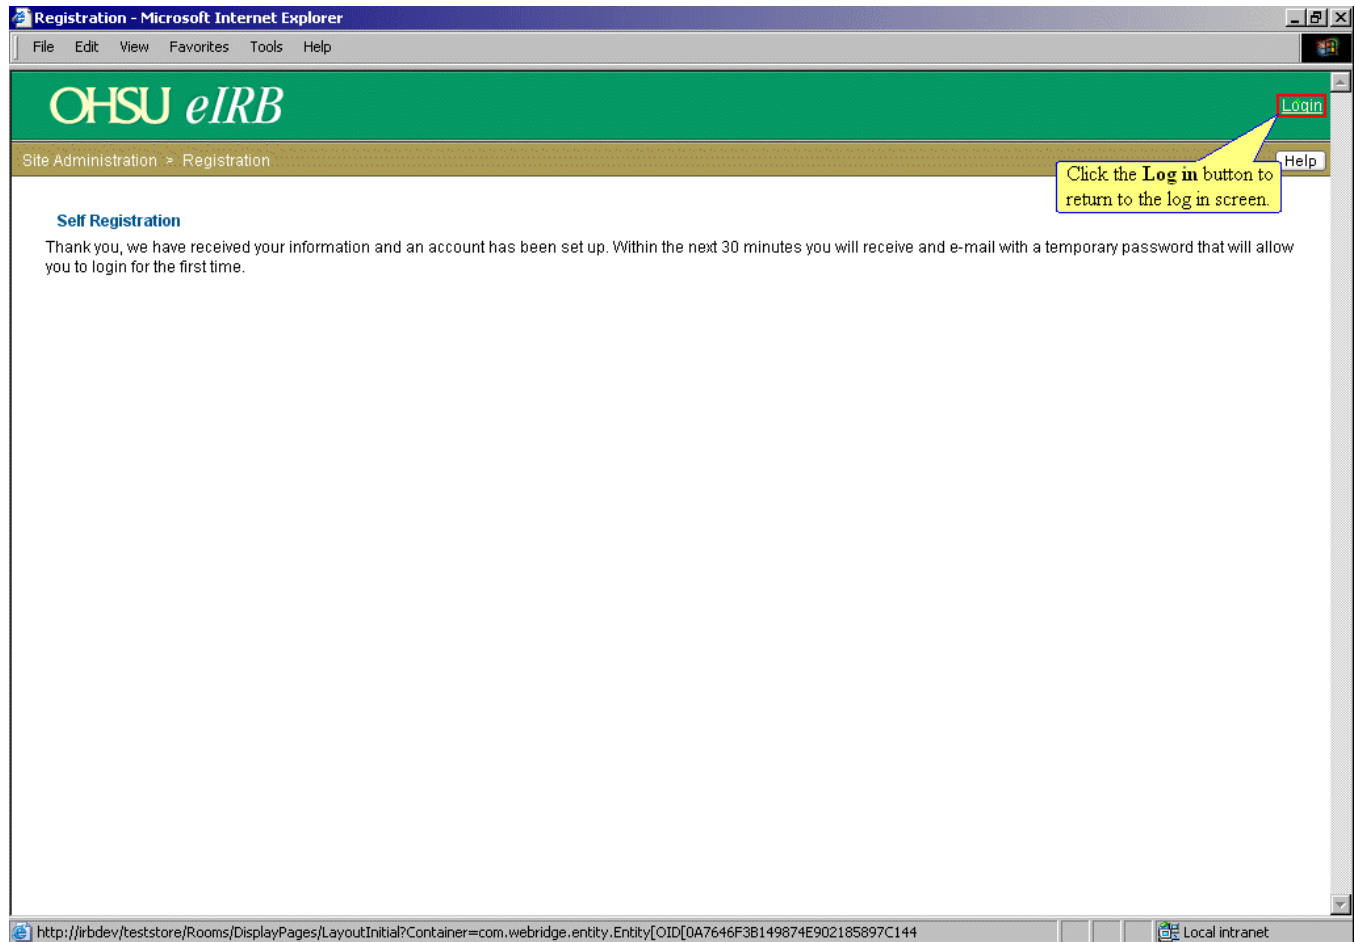 Registration - Microsoft Internet Explorer
File Edit View Favorites Tools Help
OHSU eIRB
Login
Site Administration > Registration
Help
Click the Log in button to
return to the log in screen.
Self Registration
Thank you, we have received your information and an account has been set up. Within the next 30 minutes you will receive and e-mail with a temporary password that will allow
you to login for the first time.
http://irbdev/teststore/Rooms/DisplayPages/LayoutInitial?Container=com.webridge.entity.Entity[OID[0A7646F3B149874E902185897C144
Local intranet